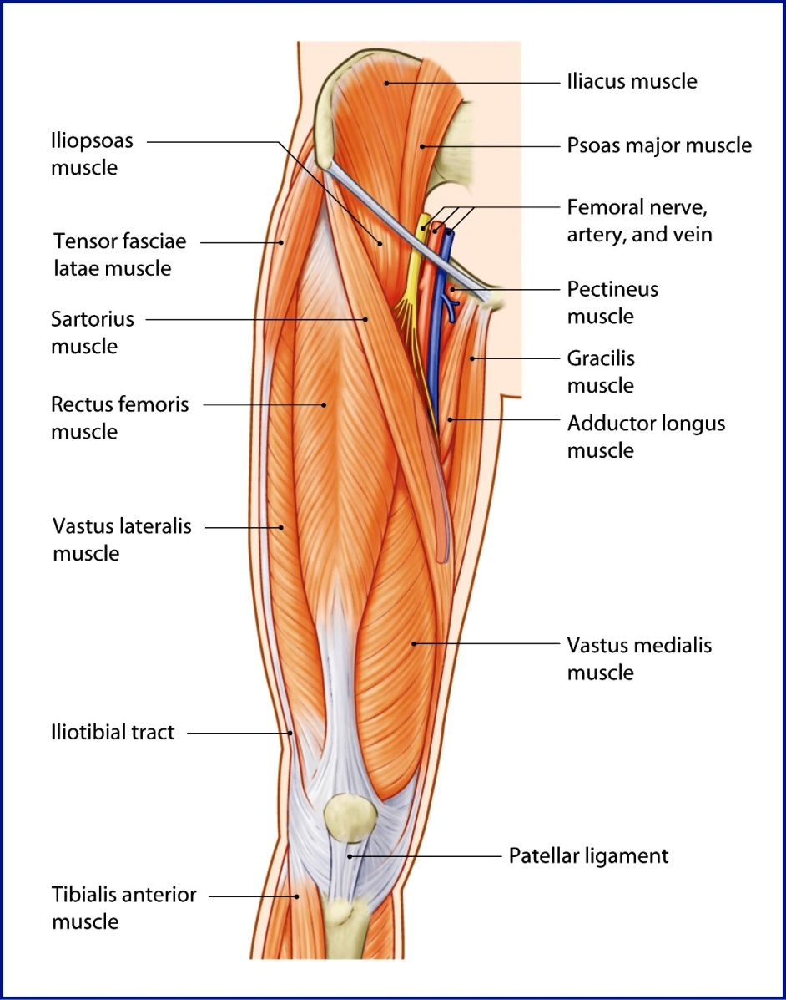 Iliopsoas
muscle
Tensor fasciae
latae muscle
Sartorius
muscle
Rectus femoris
muscle
Vastus lateralis
muscle
Iliotibial tract
Tibialis anterior
muscle
Iliacus muscle
Psoas major muscle
Femoral nerve,
artery, and vein
Pectineus
muscle
Gracilis
muscle
Adductor longus
muscle
Vastus medialis
muscle
Patellar ligament